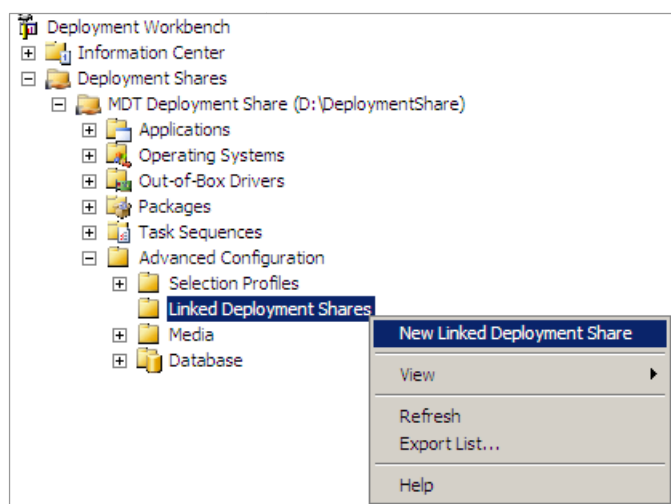 Deployment Workbench
Information Center
Deployment Shares
MDT Deployment Share (D:\DeploymentShare)
Applications
Operating Systems
Out-of-Box Drivers
Packages
Task Sequences
Advanced Configuration
Selection Profiles
Linked Deployment Shares
Media
Database
New Linked Deployment Share
View
Refresh
Export List...
Help